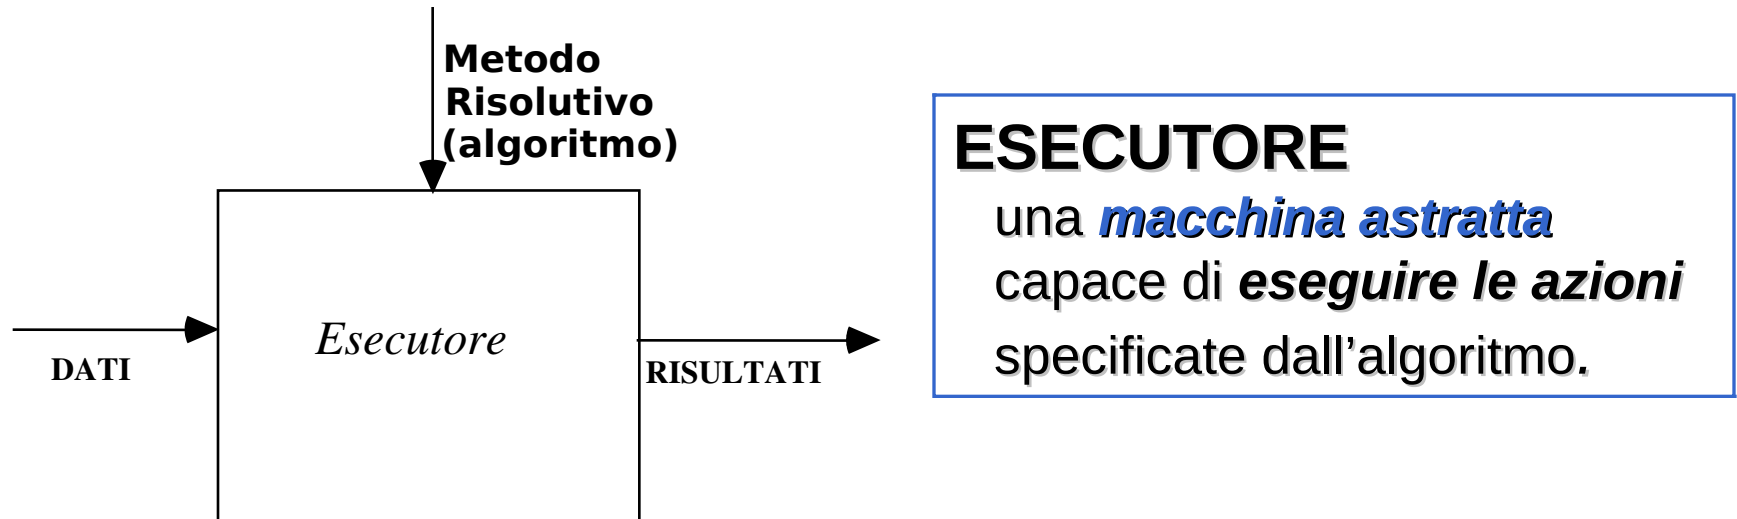 Metodo
Risolutivo
(algoritmo)
Esecutore
DATI
RISULTATI
ESECUTORE
una macchina astratta
capace di eseguire le azioni
specificate dall’algoritmo.